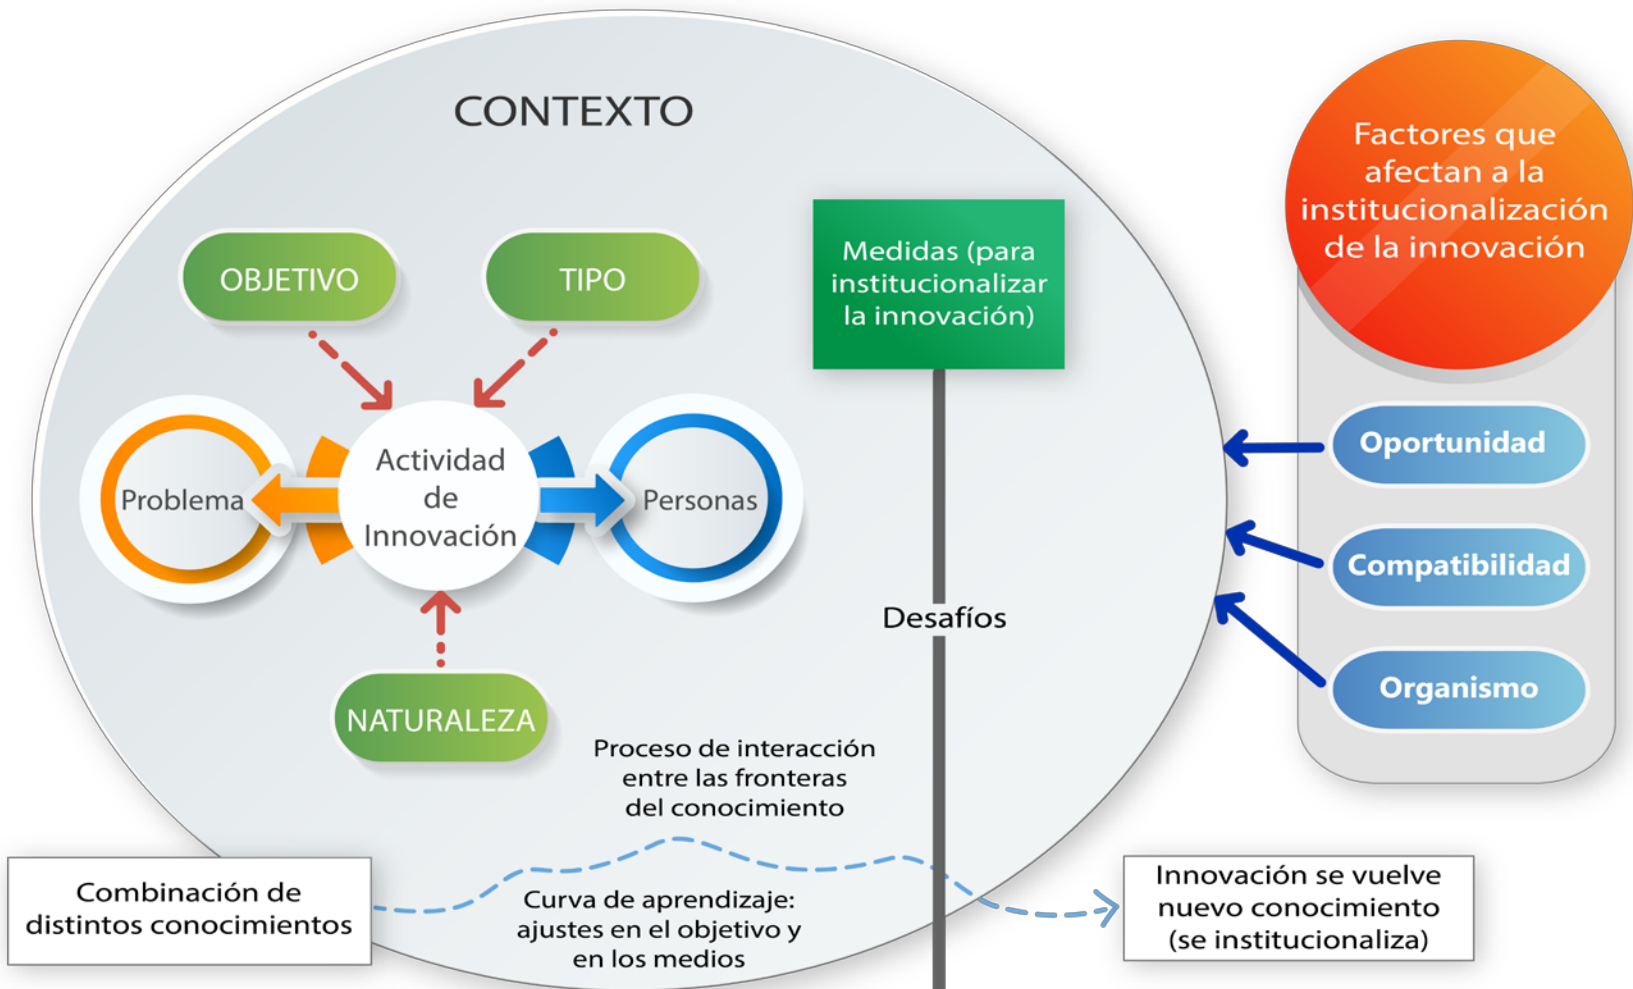 CONTEXTO
OBJETIVO
TIPO
Medidas (para
institucionalizar
la innovación)
Problema
Actividad
de
Innovación
Personas
NATURALEZA
Desafíos
Proceso de interacción
entre las fronteras
del conocimiento
Combinación de
distintos conocimientos
Curva de aprendizaje:
ajustes en el objetivo y
en los medios
Innovación se vuelve
nuevo conocimiento
(se institucionaliza)
Factores que
afectan a la
institucionalización
de la innovación
Oportunidad
Compatibilidad
Organismo